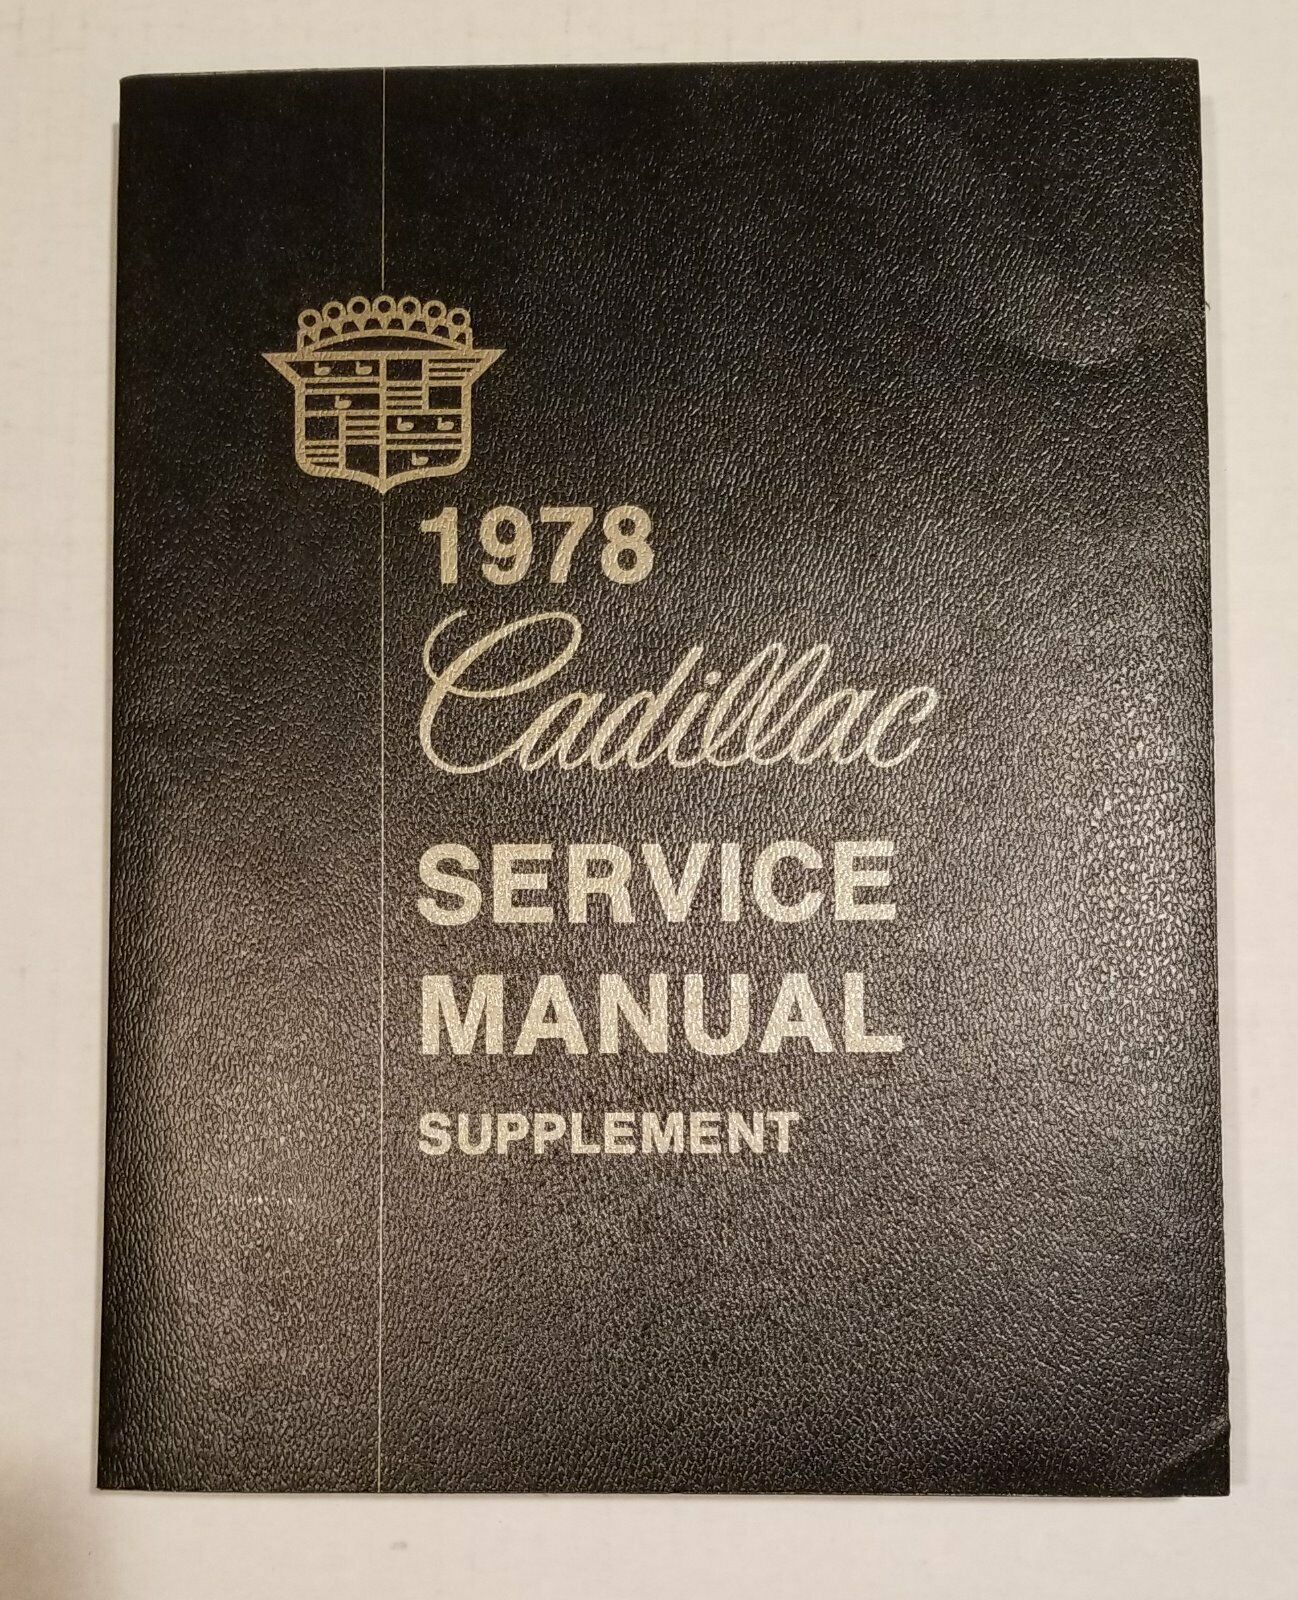 1978
Cadillac
SERVICE
MANUAL
SUPPLEMENT